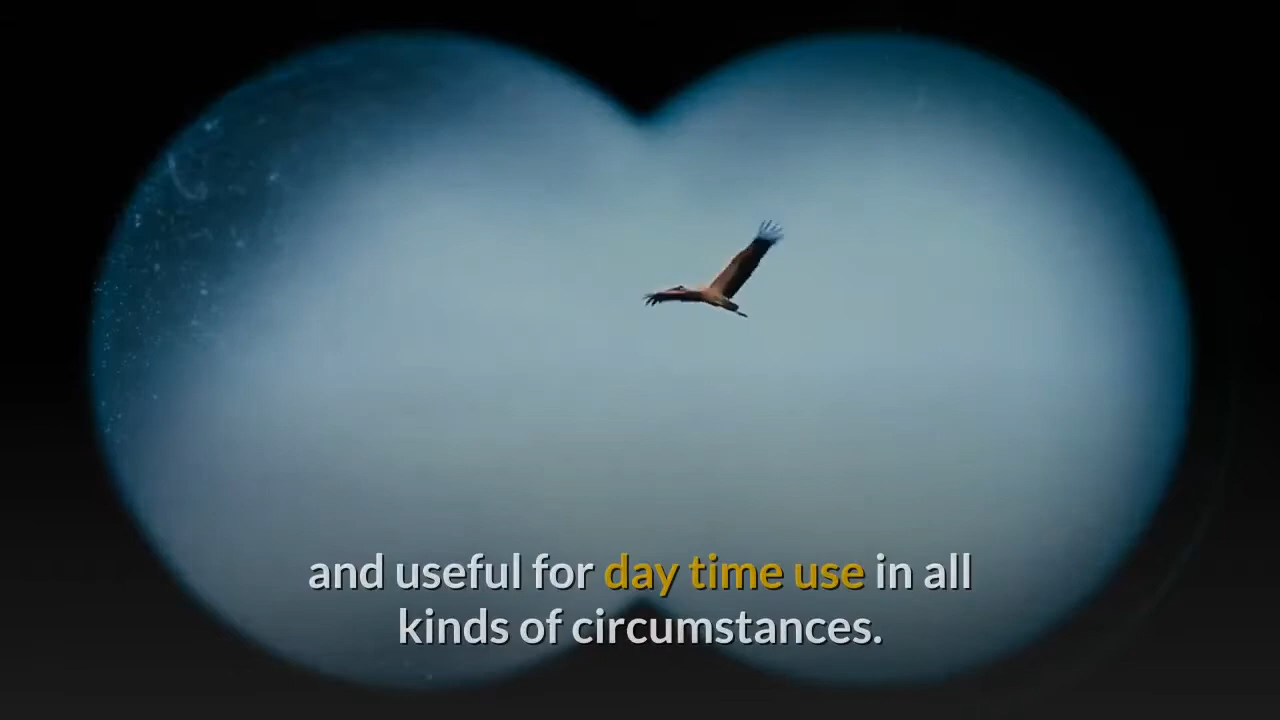 and useful for day time use in all
kinds of circumstances.